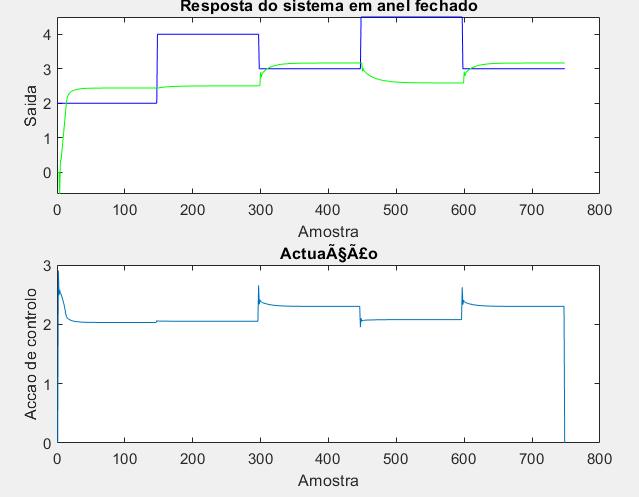 Resposta do sistema em anel fechado
4
3
2
1
0
Saida
0 100 200 300 400 500 600 700 800
Amostra
ActuaÃ§Ã£o
3
2
1
0
Accao de controlo
0 100 200 300 400 500 600 700 800
Amostra